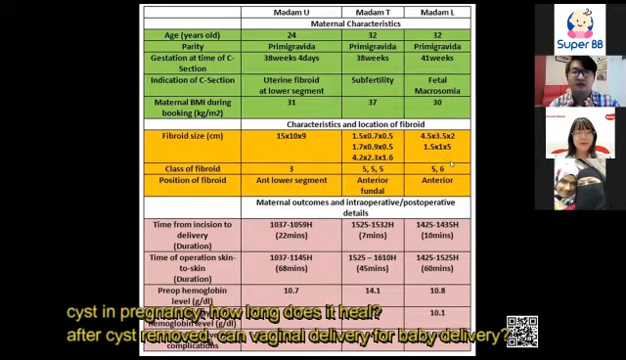 Madam U Madam T Madam L
Maternal Characteristics
Age (years old) 24 32 32
Parity Primigravida Primigravida Primigravida
Gestation at time of C-Section 38weeks 4days 38weeks 41weeks
Indication of C-Section Uterine fibroid at lower segment Subfertility Fetal Macrosomia
Maternal BMI during booking (kg/m2) 31 37 30
Characteristics and location of fibroid
Fibroid size (cm) 15x10x9 1.5x0.7x0.5 4.5x3.5x2
1.7x0.9x0.5 1.5x1x5
4.2x2.3x1.6
Class of fibroid 3 5, 5, 5 5, 6
Position of fibroid Ant lower segment Anterior fundal Anterior
Maternal outcomes and intraoperative/postoperative details
Time from incision to delivery (Duration) 1037-1059H (22mins) 1525-1532H (7mins) 1425-1435H (10mins)
Time of operation skin-to-skin (Duration) 1037-1145H (68mins) 1525 – 1610H (45mins) 1425-1525H (60mins)
Preop hemoglobin level (g/dl) 10.7 14.1 10.8
hemoglobin level (g/dl) 10.1
complications
cyst in pregnancy, how long does it heal?
after cyst removed, can vaginal delivery for baby delivery?
Super BB